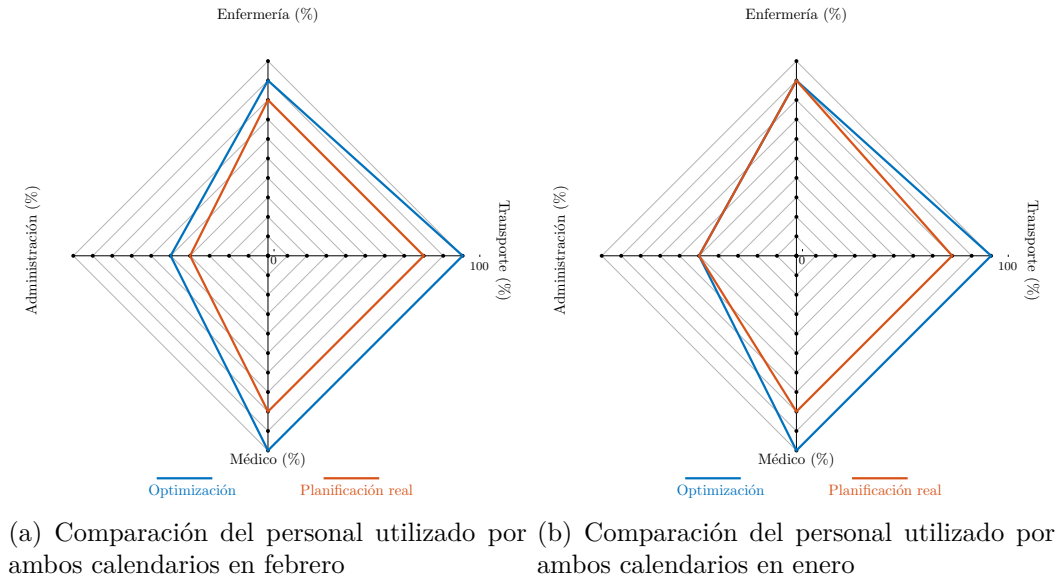 Enfermería (%)
Administración (%)
Transporte (%)
0
100
Médico (%)
Optimización
Planificación real
(a) Comparación del personal utilizado por
ambos calendarios en febrero
Enfermería (%)
Administración (%)
Transporte (%)
0
100
Médico (%)
Optimización
Planificación real
(b) Comparación del personal utilizado por
ambos calendarios en enero